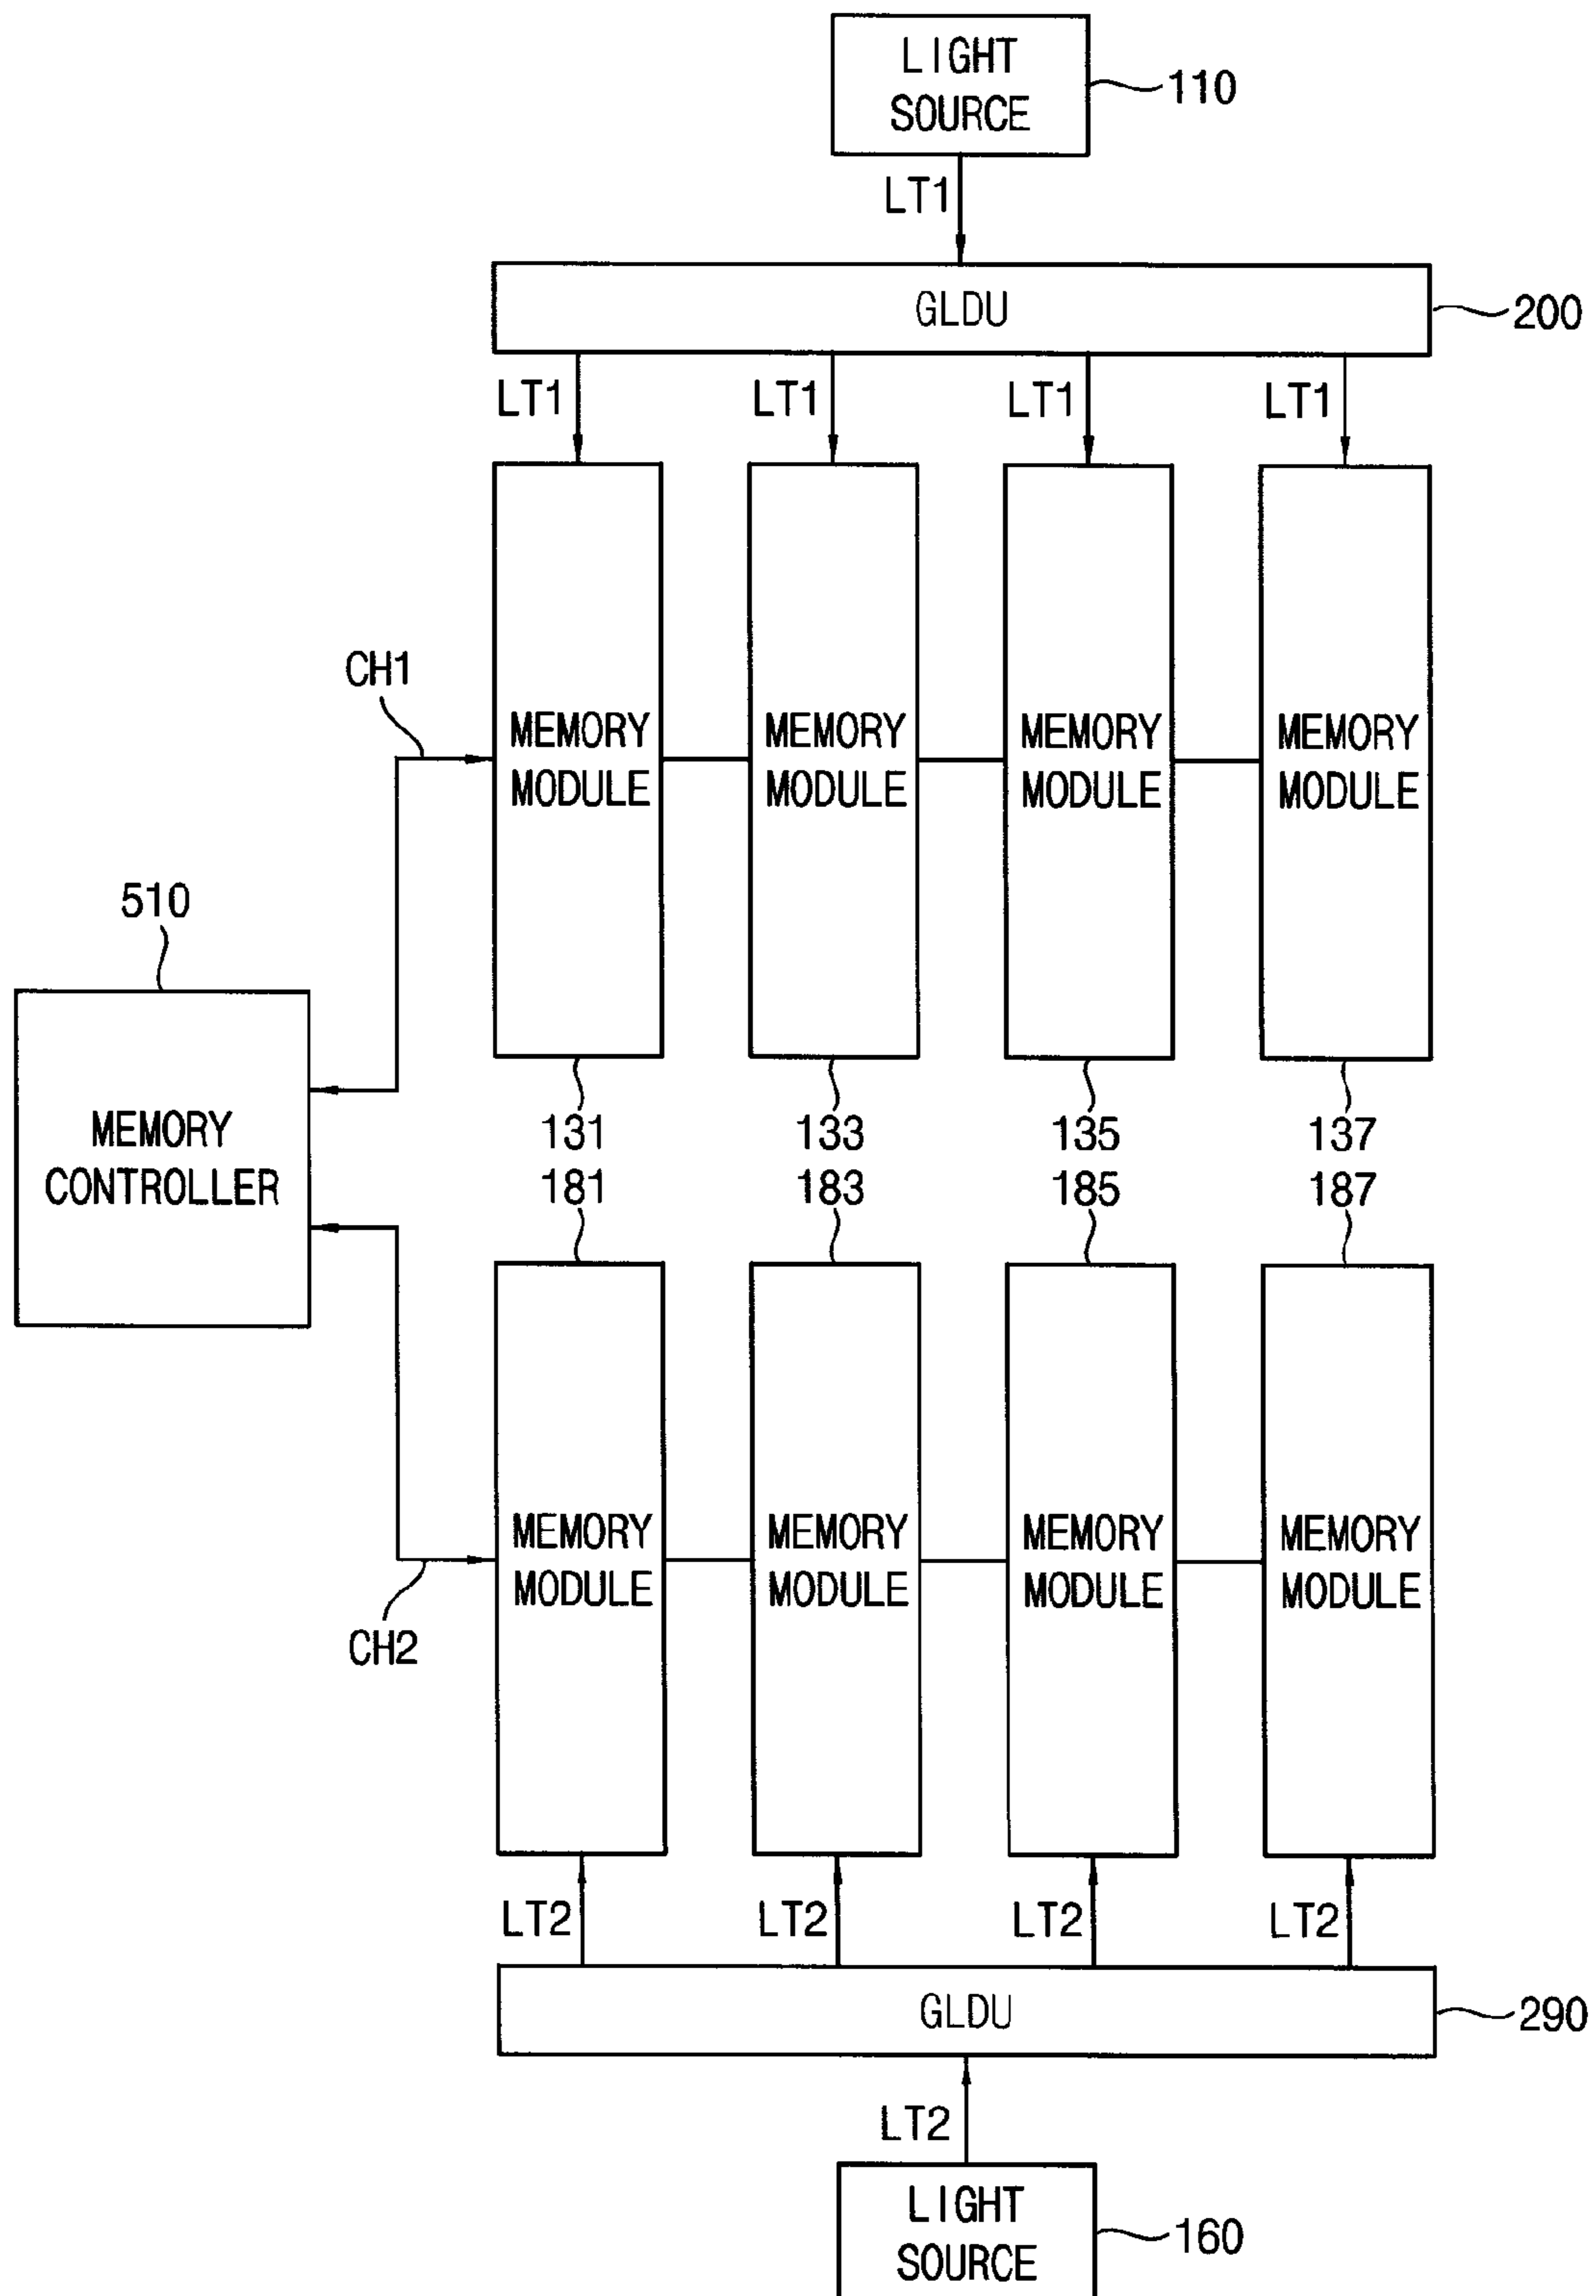 LIGHT
SOURCE
110
LT1
GLDU
200
LT1 LT1 LT1 LT1
CH1
MEMORY MEMORY MEMORY MEMORY
MODULE MODULE MODULE MODULE
510
MEMORY
CONTROLLER
131 133 135 137
181 183 185 187
MEMORY MEMORY MEMORY MEMORY
MODULE MODULE MODULE MODULE
CH2
LT2 LT2 LT2 LT2
GLDU
290
LT2
LIGHT
SOURCE
160